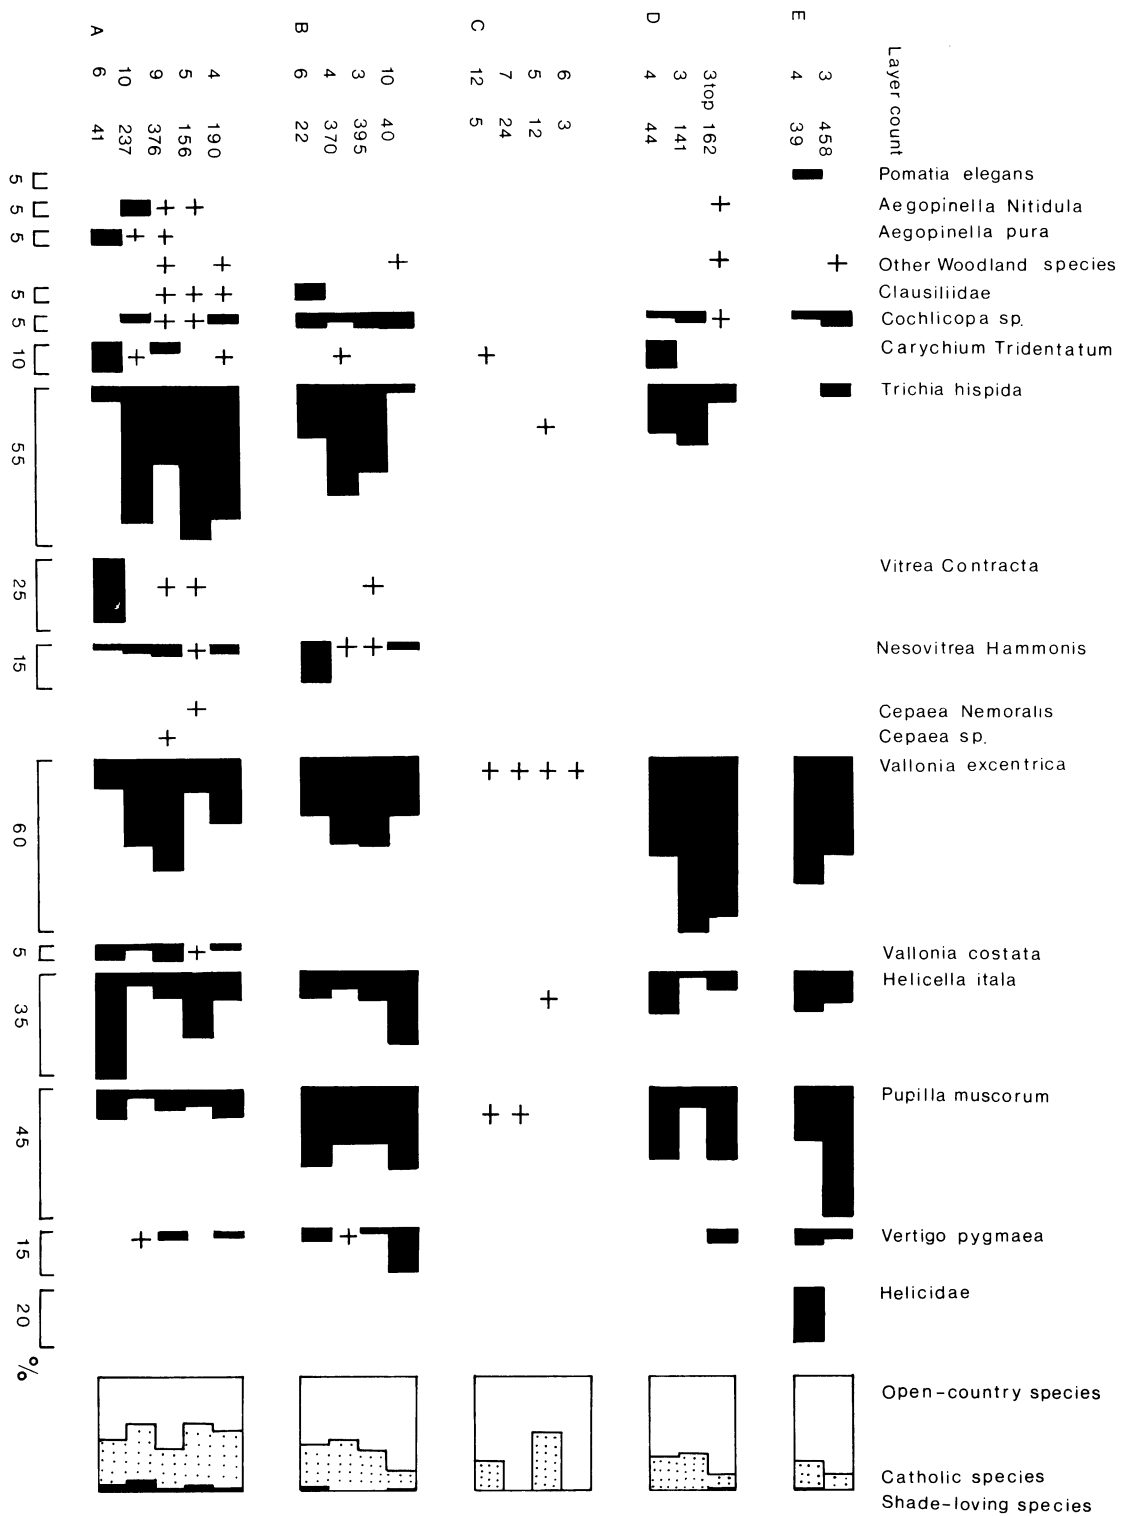 A
B
C
D
E
Layer count
6 10 9 5 4
6 4 3 10
12 7 5 6
4 3 3top
4 3
41 237 376 156 190
22 370 395 40
5 24 12 3
44 141 162
39 458
5
Pomatia elegans
5
Aegopinella Nitidula
5
Aegopinella pura
Other Woodland species
5
Clausiliidae
5
Cochlicopa sp.
10
Carychium Tridentatum
55
Trichia hispida
25
Vitrea Contracta
15
Nesovitrea Hammonis
Cepaea Nemoralis
Cepaea sp.
60
Vallonia excentrica
5
Vallonia costata
35
Helicella itala
45
Pupilla muscorum
15
Vertigo pygmaea
20
Helicidae
%
Open-country species
Catholic species
Shade-loving species